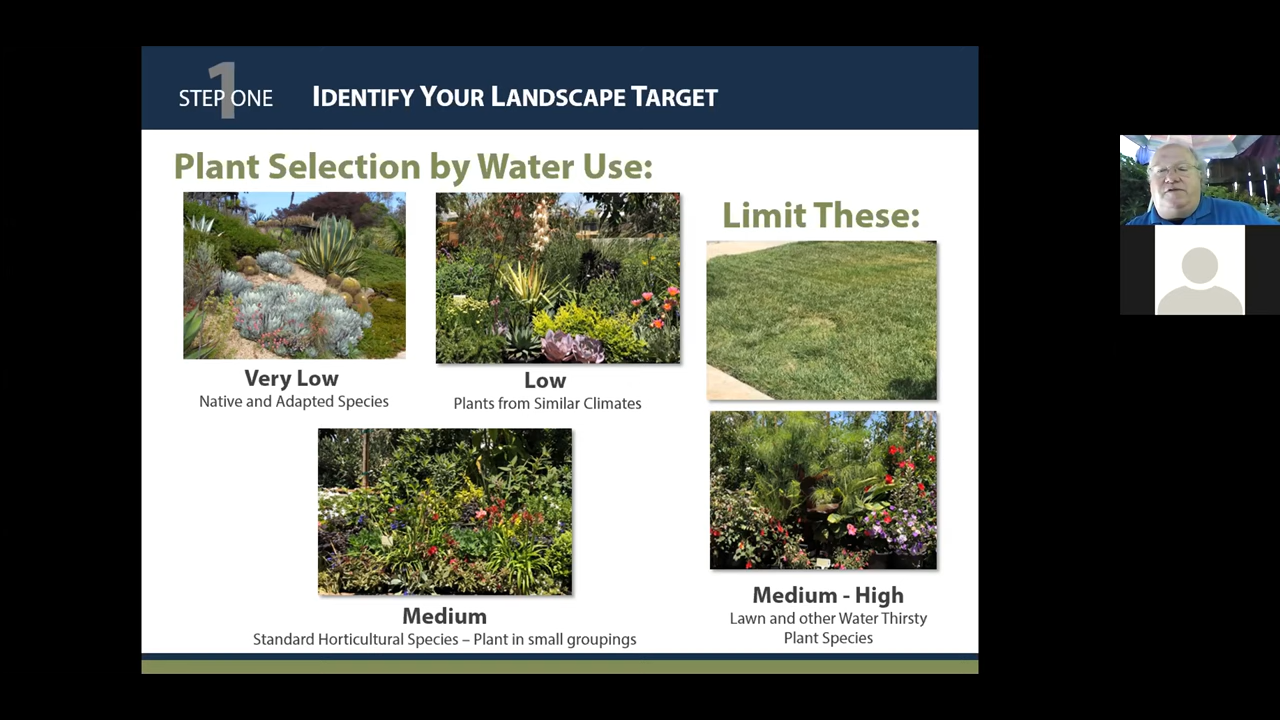 STEP 1 ONE
IDENTIFY YOUR LANDSCAPE TARGET
Plant Selection by Water Use:
Limit These:
Very Low
Native and Adapted Species
Low
Plants from Similar Climates
Medium
Standard Horticultural Species – Plant in small groupings
Medium - High
Lawn and other Water Thirsty
Plant Species